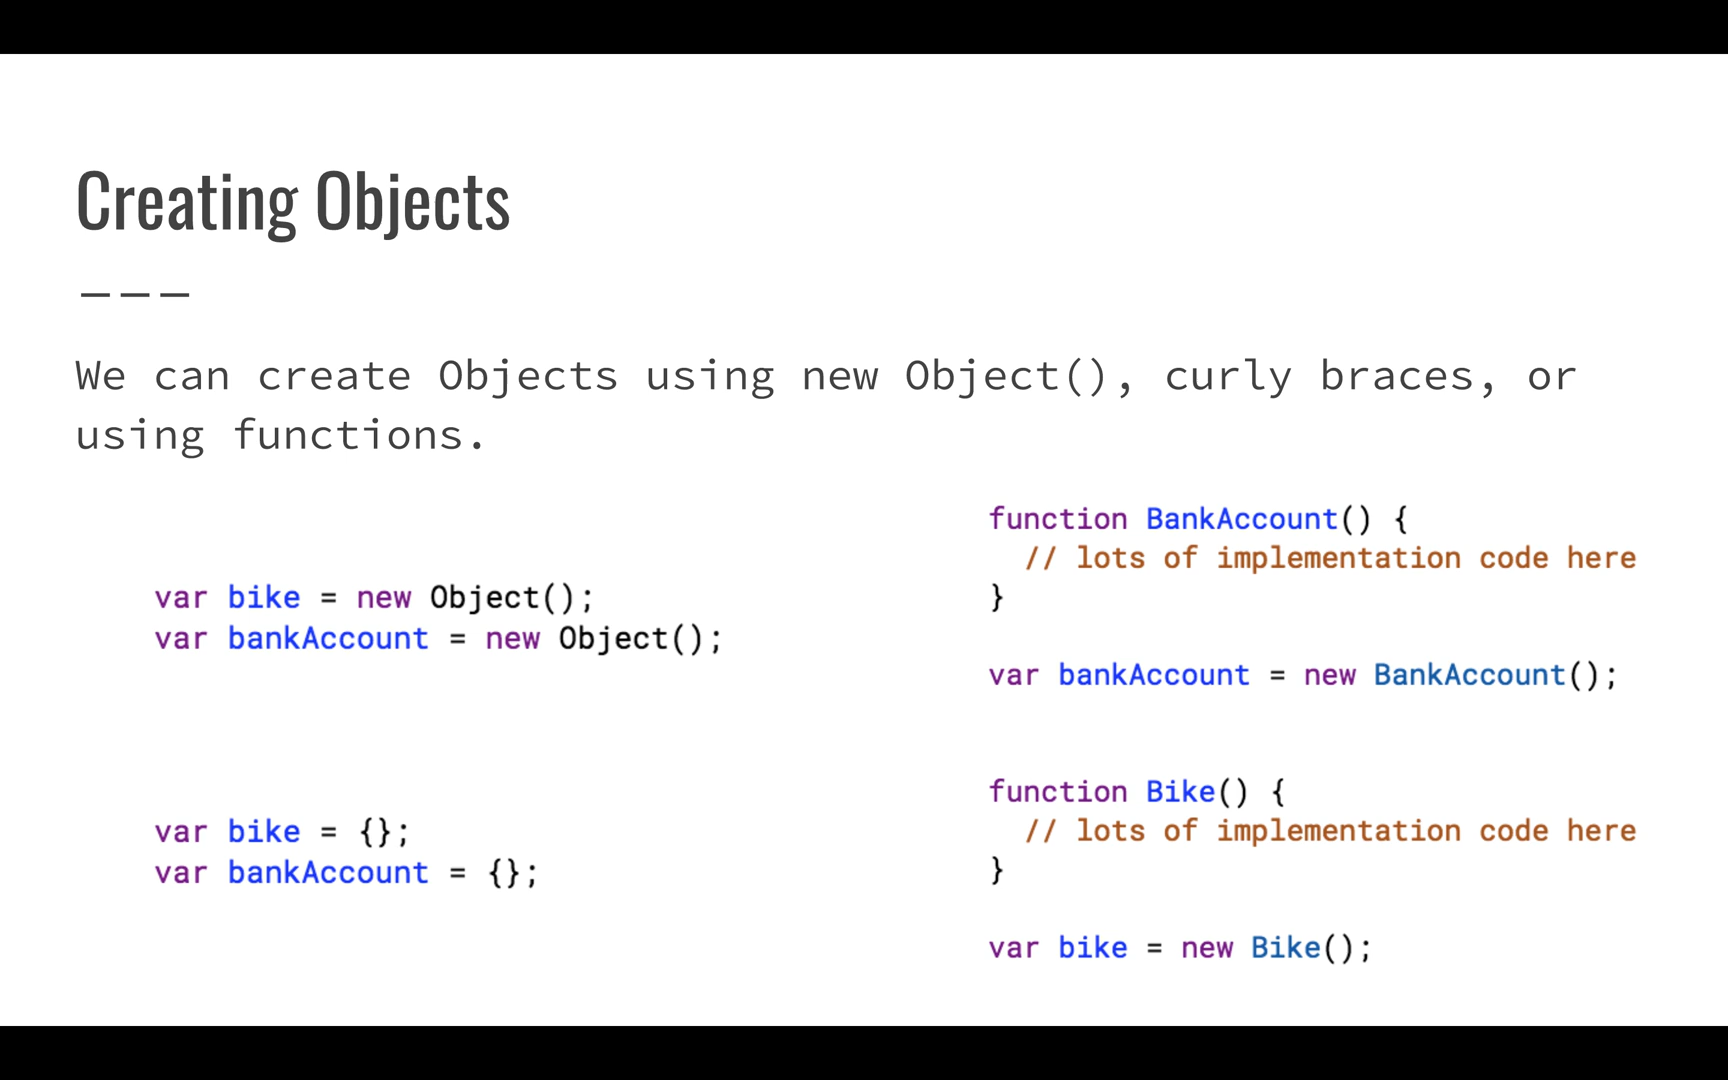 Creating Objects
———
We can create Objects using new Object(), curly braces, or
using functions.
var bike = new Object();
var bankAccount = new Object();
var bike = {};
var bankAccount = {};
function BankAccount() {
  // lots of implementation code here
}
var bankAccount = new BankAccount();
function Bike() {
  // lots of implementation code here
}
var bike = new Bike();